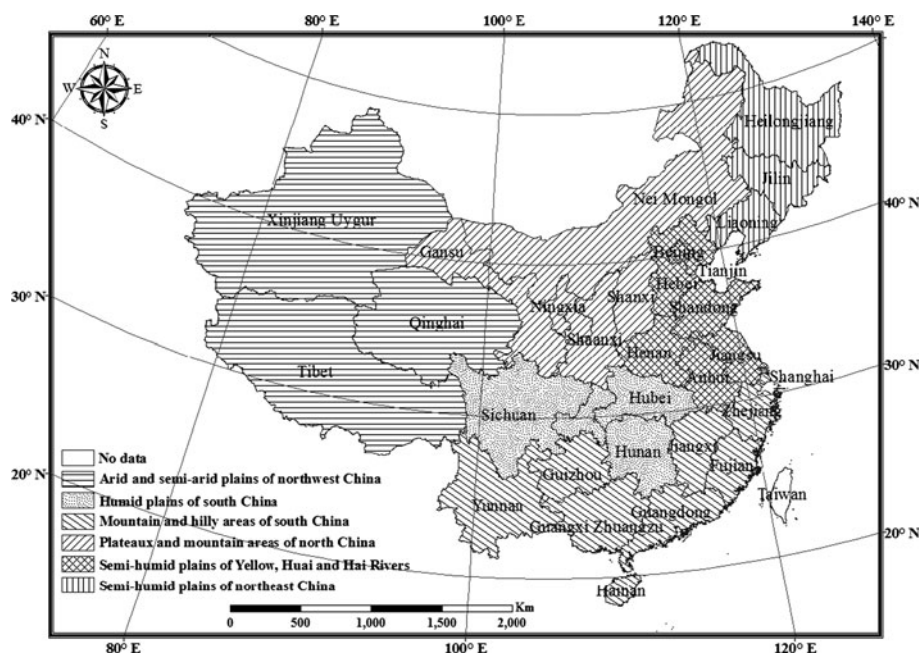 60° E
80° E
100° E
120° E
140° E
N
W
E
S
40° N
30° N
20° N
40° N
30° N
20° N
Heilongjiang
Jilin
Liaoning
Nei Mongol
Xinjiang Uygur
Gansu
Beijing
Tianjin
Hebei
Shanxi
Shandong
Ningxia
Qinghai
Shaanxi
Henan
Jiangsu
Tibet
Anhui
Shanghai
Hubei
Zhejiang
Sichuan
Hunan
Jiangxi
Guizhou
Fujian
Yunnan
Taiwan
Guangdong
Guangxi Zhuangzu
Hainan
No data
Arid and semi-arid plains of northwest China
Humid plains of south China
Mountain and hilly areas of south China
Plateaux and mountain areas of north China
Semi-humid plains of Yellow, Huai and Hai Rivers
Semi-humid plains of northeast China
Km
0 500 1,000 1,500 2,000
80° E
100° E
120° E